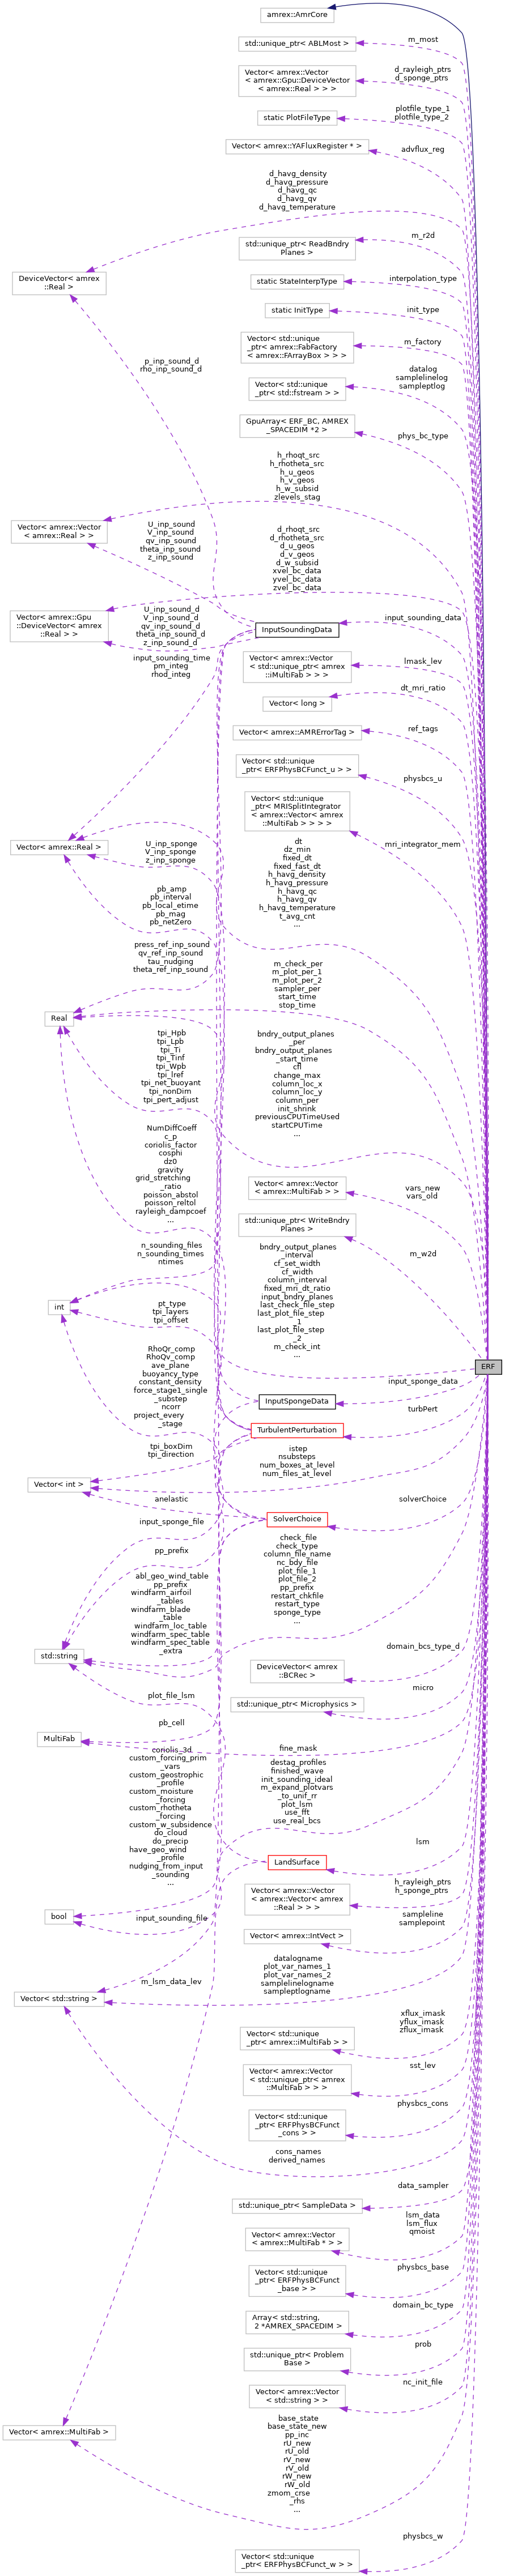 amrex::AmrCore
m_most
std::unique_ptr< ABLMost >
d_rayleigh_ptrs
d_sponge_ptrs
Vector< amrex::Vector
< amrex::Gpu::DeviceVector
< amrex::Real > > >
plotfile_type_1
plotfile_type_2
static PlotFileType
advflux_reg
Vector< amrex::YAFluxRegister * >
d_havg_density
d_havg_pressure
d_havg_qc
d_havg_qv
d_havg_temperature
m_r2d
std::unique_ptr< ReadBndry
Planes >
DeviceVector< amrex
::Real >
interpolation_type
static StateInterpType
init_type
static InitType
m_factory
Vector< std::unique
_ptr< amrex::FabFactory
< amrex::FArrayBox > > >
p_inp_sound_d
rho_inp_sound_d
datalog
samplelinelog
sampleptlog
Vector< std::unique
_ptr< std::fstream > >
GpuArray< ERF_BC, AMREX
_SPACEDIM *2 >
phys_bc_type
h_rhoqt_src
h_rhotheta_src
h_u_geos
h_v_geos
h_w_subsid
zlevels_stag
Vector< amrex::Vector
< amrex::Real > >
U_inp_sound
V_inp_sound
qv_inp_sound
theta_inp_sound
z_inp_sound
d_rhoqt_src
d_rhotheta_src
d_u_geos
d_v_geos
d_w_subsid
xvel_bc_data
yvel_bc_data
zvel_bc_data
Vector< amrex::Gpu
::DeviceVector< amrex
::Real > >
U_inp_sound_d
V_inp_sound_d
qv_inp_sound_d
theta_inp_sound_d
z_inp_sound_d
InputSoundingData
input_sounding_data
input_sounding_time
pm_integ
rhod_integ
Vector< amrex::Vector
< std::unique_ptr< amrex
::iMultiFab > > >
lmask_lev
dt_mri_ratio
Vector< long >
ref_tags
Vector< amrex::AMRErrorTag >
Vector< std::unique
_ptr< ERFPhysBCFunct_u > >
physbcs_u
Vector< std::unique
_ptr< MRISplitIntegrator
< amrex::Vector< amrex
::MultiFab > > > >
mri_integrator_mem
Vector< amrex::Real >
U_inp_sponge
V_inp_sponge
z_inp_sponge
dt
dz_min
fixed_dt
fixed_fast_dt
h_havg_density
h_havg_pressure
h_havg_qc
h_havg_qv
h_havg_temperature
t_avg_cnt
...
pb_amp
pb_interval
pb_local_etime
pb_mag
pb_netZero
press_ref_inp_sound
qv_ref_inp_sound
tau_nudging
theta_ref_inp_sound
m_check_per
m_plot_per_1
m_plot_per_2
sampler_per
start_time
stop_time
Real
tpi_Hpb
tpi_Lpb
tpi_Ti
tpi_Tinf
tpi_Wpb
tpi_lref
tpi_net_buoyant
tpi_nonDim
tpi_pert_adjust
bndry_output_planes
_per
bndry_output_planes
_start_time
cfl
change_max
column_loc_x
column_loc_y
column_per
init_shrink
previousCPUTimeUsed
startCPUTime
...
NumDiffCoeff
c_p
coriolis_factor
cosphi
dz0
gravity
grid_stretching
_ratio
poisson_abstol
poisson_reltol
rayleigh_dampcoef
...
Vector< amrex::Vector
< amrex::MultiFab > >
vars_new
vars_old
std::unique_ptr< WriteBndry
Planes >
m_w2d
n_sounding_files
n_sounding_times
ntimes
bndry_output_planes
_interval
cf_set_width
cf_width
column_interval
fixed_mri_dt_ratio
input_bndry_planes
last_check_file_step
last_plot_file_step
_1
last_plot_file_step
_2
m_check_int
...
int
pt_type
tpi_layers
tpi_offset
ERF
RhoQr_comp
RhoQv_comp
ave_plane
buoyancy_type
constant_density
force_stage1_single
_substep
ncorr
project_every
_stage
InputSpongeData
input_sponge_data
turbPert
TurbulentPerturbation
tpi_boxDim
tpi_direction
istep
nsubsteps
num_boxes_at_level
num_files_at_level
Vector< int >
anelastic
solverChoice
SolverChoice
input_sponge_file
check_file
check_type
column_file_name
nc_bdy_file
plot_file_1
plot_file_2
pp_prefix
restart_chkfile
restart_type
sponge_type
...
pp_prefix
abl_geo_wind_table
pp_prefix
windfarm_airfoil
_tables
windfarm_blade
_table
windfarm_loc_table
windfarm_spec_table
windfarm_spec_table
_extra
std::string
domain_bcs_type_d
DeviceVector< amrex
::BCRec >
micro
std::unique_ptr< Microphysics >
plot_file_lsm
pb_cell
MultiFab
fine_mask
coriolis_3d
custom_forcing_prim
_vars
custom_geostrophic
_profile
custom_moisture
_forcing
custom_rhotheta
_forcing
custom_w_subsidence
do_cloud
do_precip
have_geo_wind
_profile
nudging_from_input
_sounding
...
destag_profiles
finished_wave
init_sounding_ideal
m_expand_plotvars
_to_unif_rr
plot_lsm
use_fft
use_real_bcs
lsm
LandSurface
bool
h_rayleigh_ptrs
h_sponge_ptrs
Vector< amrex::Vector
< amrex::Vector< amrex
::Real > > >
input_sounding_file
sampleline
samplepoint
Vector< amrex::IntVect >
m_lsm_data_lev
datalogname
plot_var_names_1
plot_var_names_2
samplelinelogname
sampleptlogname
Vector< std::string >
xflux_imask
yflux_imask
zflux_imask
Vector< std::unique
_ptr< amrex::iMultiFab > >
sst_lev
Vector< amrex::Vector
< std::unique_ptr< amrex
::MultiFab > > >
physbcs_cons
Vector< std::unique
_ptr< ERFPhysBCFunct
_cons > >
cons_names
derived_names
data_sampler
std::unique_ptr< SampleData >
lsm_data
lsm_flux
qmoist
Vector< amrex::Vector
< amrex::MultiFab * > >
physbcs_base
Vector< std::unique
_ptr< ERFPhysBCFunct
_base > >
domain_bc_type
Array< std::string,
2 *AMREX_SPACEDIM >
prob
std::unique_ptr< Problem
Base >
nc_init_file
Vector< amrex::Vector
< std::string > >
Vector< amrex::MultiFab >
base_state
base_state_new
pp_inc
rU_new
rU_old
rV_new
rV_old
rW_new
rW_old
zmom_crse
_rhs
...
physbcs_w
Vector< std::unique
_ptr< ERFPhysBCFunct_w > >